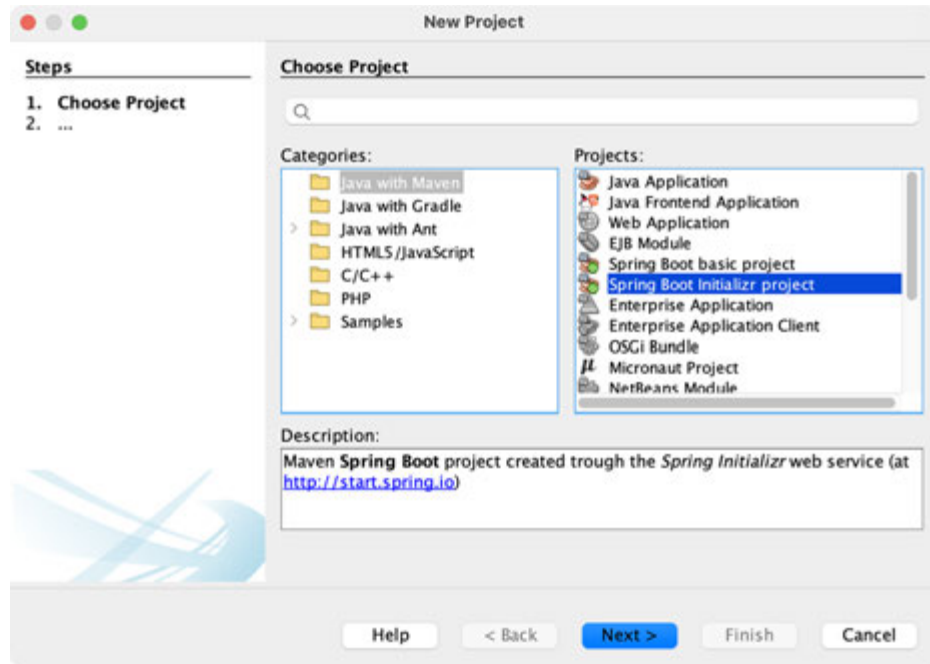 New Project
Steps
1. Choose Project
2. ...
Choose Project
Categories:
Java with Maven
Java with Gradle
Java with Ant
HTML5/JavaScript
C/C++
PHP
Samples
Projects:
Java Application
Java Frontend Application
Web Application
EJB Module
Spring Boot basic project
Spring Boot Initializr project
Enterprise Application
Enterprise Application Client
OSGi Bundle
Micronaut Project
NetBeans Module
Description:
Maven Spring Boot project created trough the Spring Initializr web service (at
http://start.spring.io)
Help
< Back
Next >
Finish
Cancel